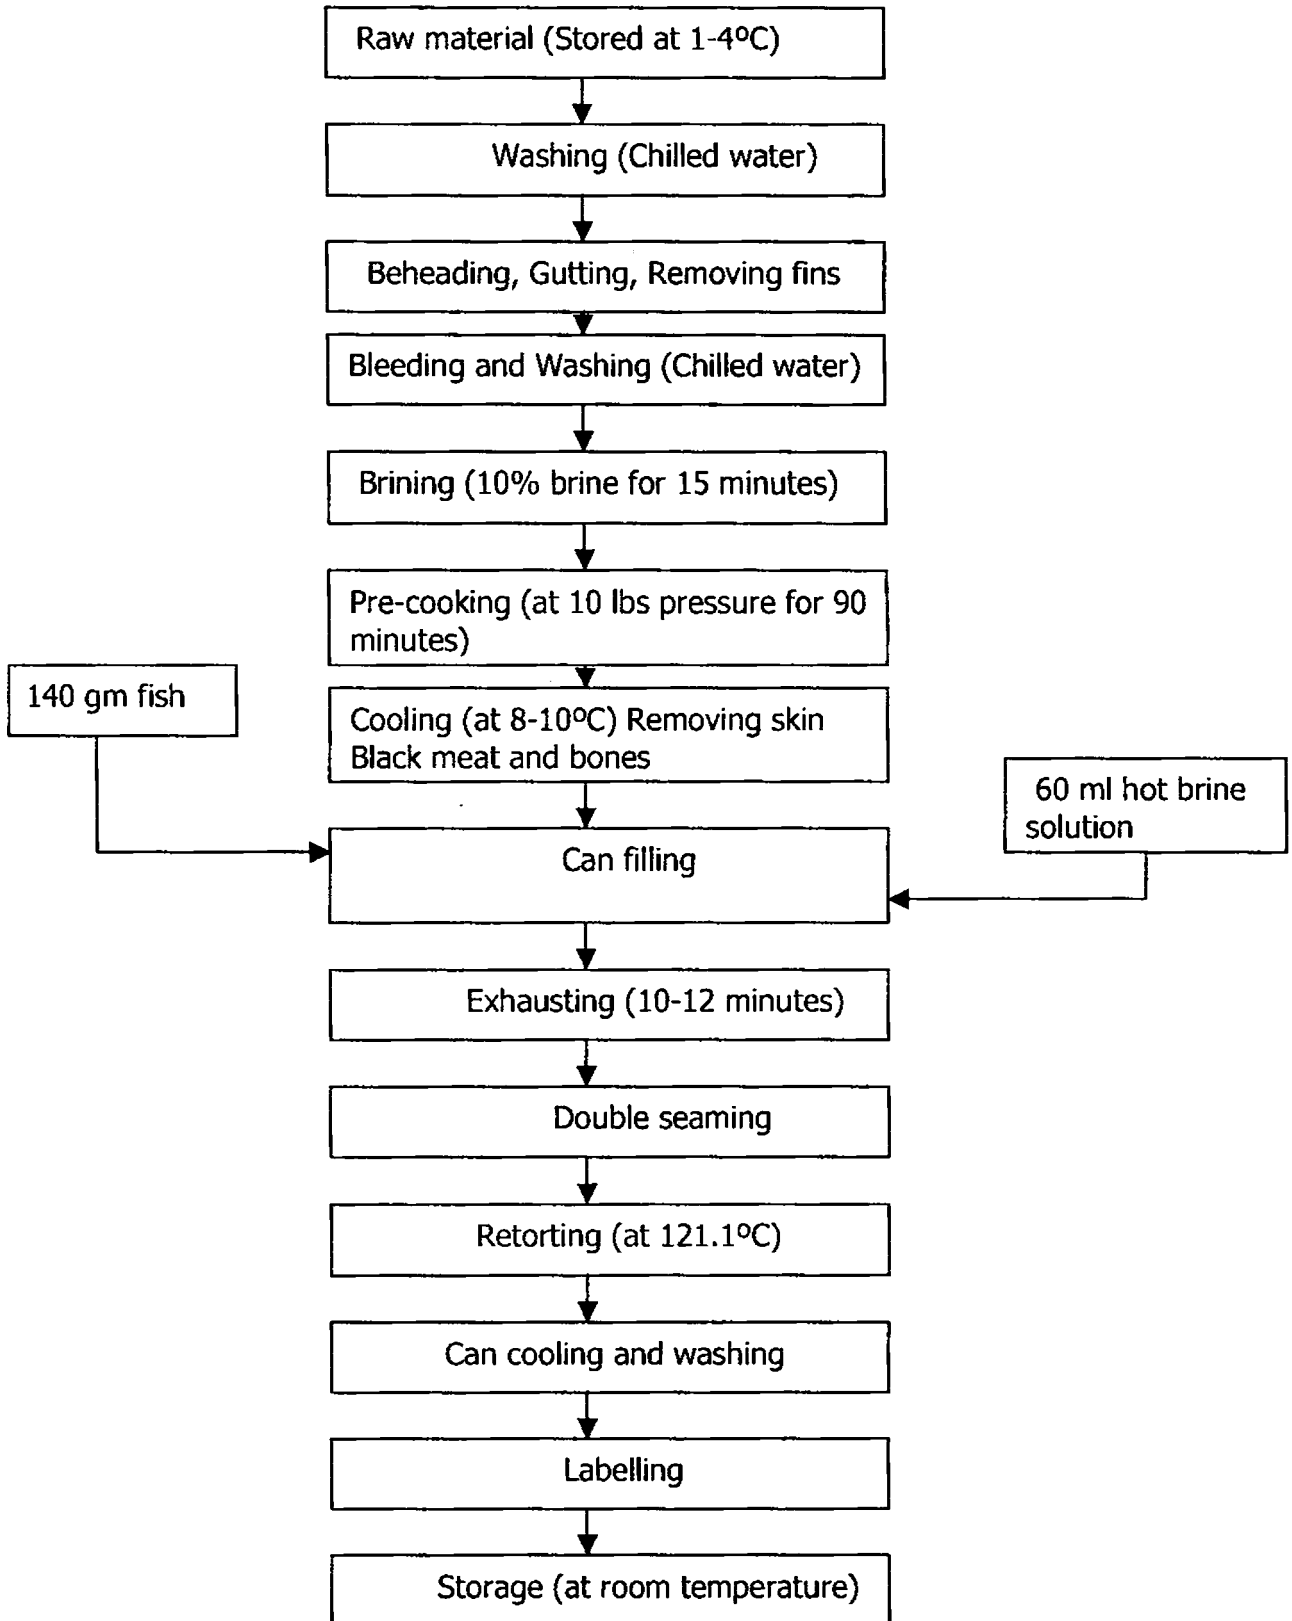 Raw material (Stored at 1-4ºC)
Washing (Chilled water)
Beheading, Gutting, Removing fins
Bleeding and Washing (Chilled water)
Brining (10% brine for 15 minutes)
Pre-cooking (at 10 lbs pressure for 90
minutes)
140 gm fish
Cooling (at 8-10ºC) Removing skin
Black meat and bones
60 ml hot brine
solution
Can filling
Exhausting (10-12 minutes)
Double seaming
Retorting (at 121.1ºC)
Can cooling and washing
Labelling
Storage (at room temperature)